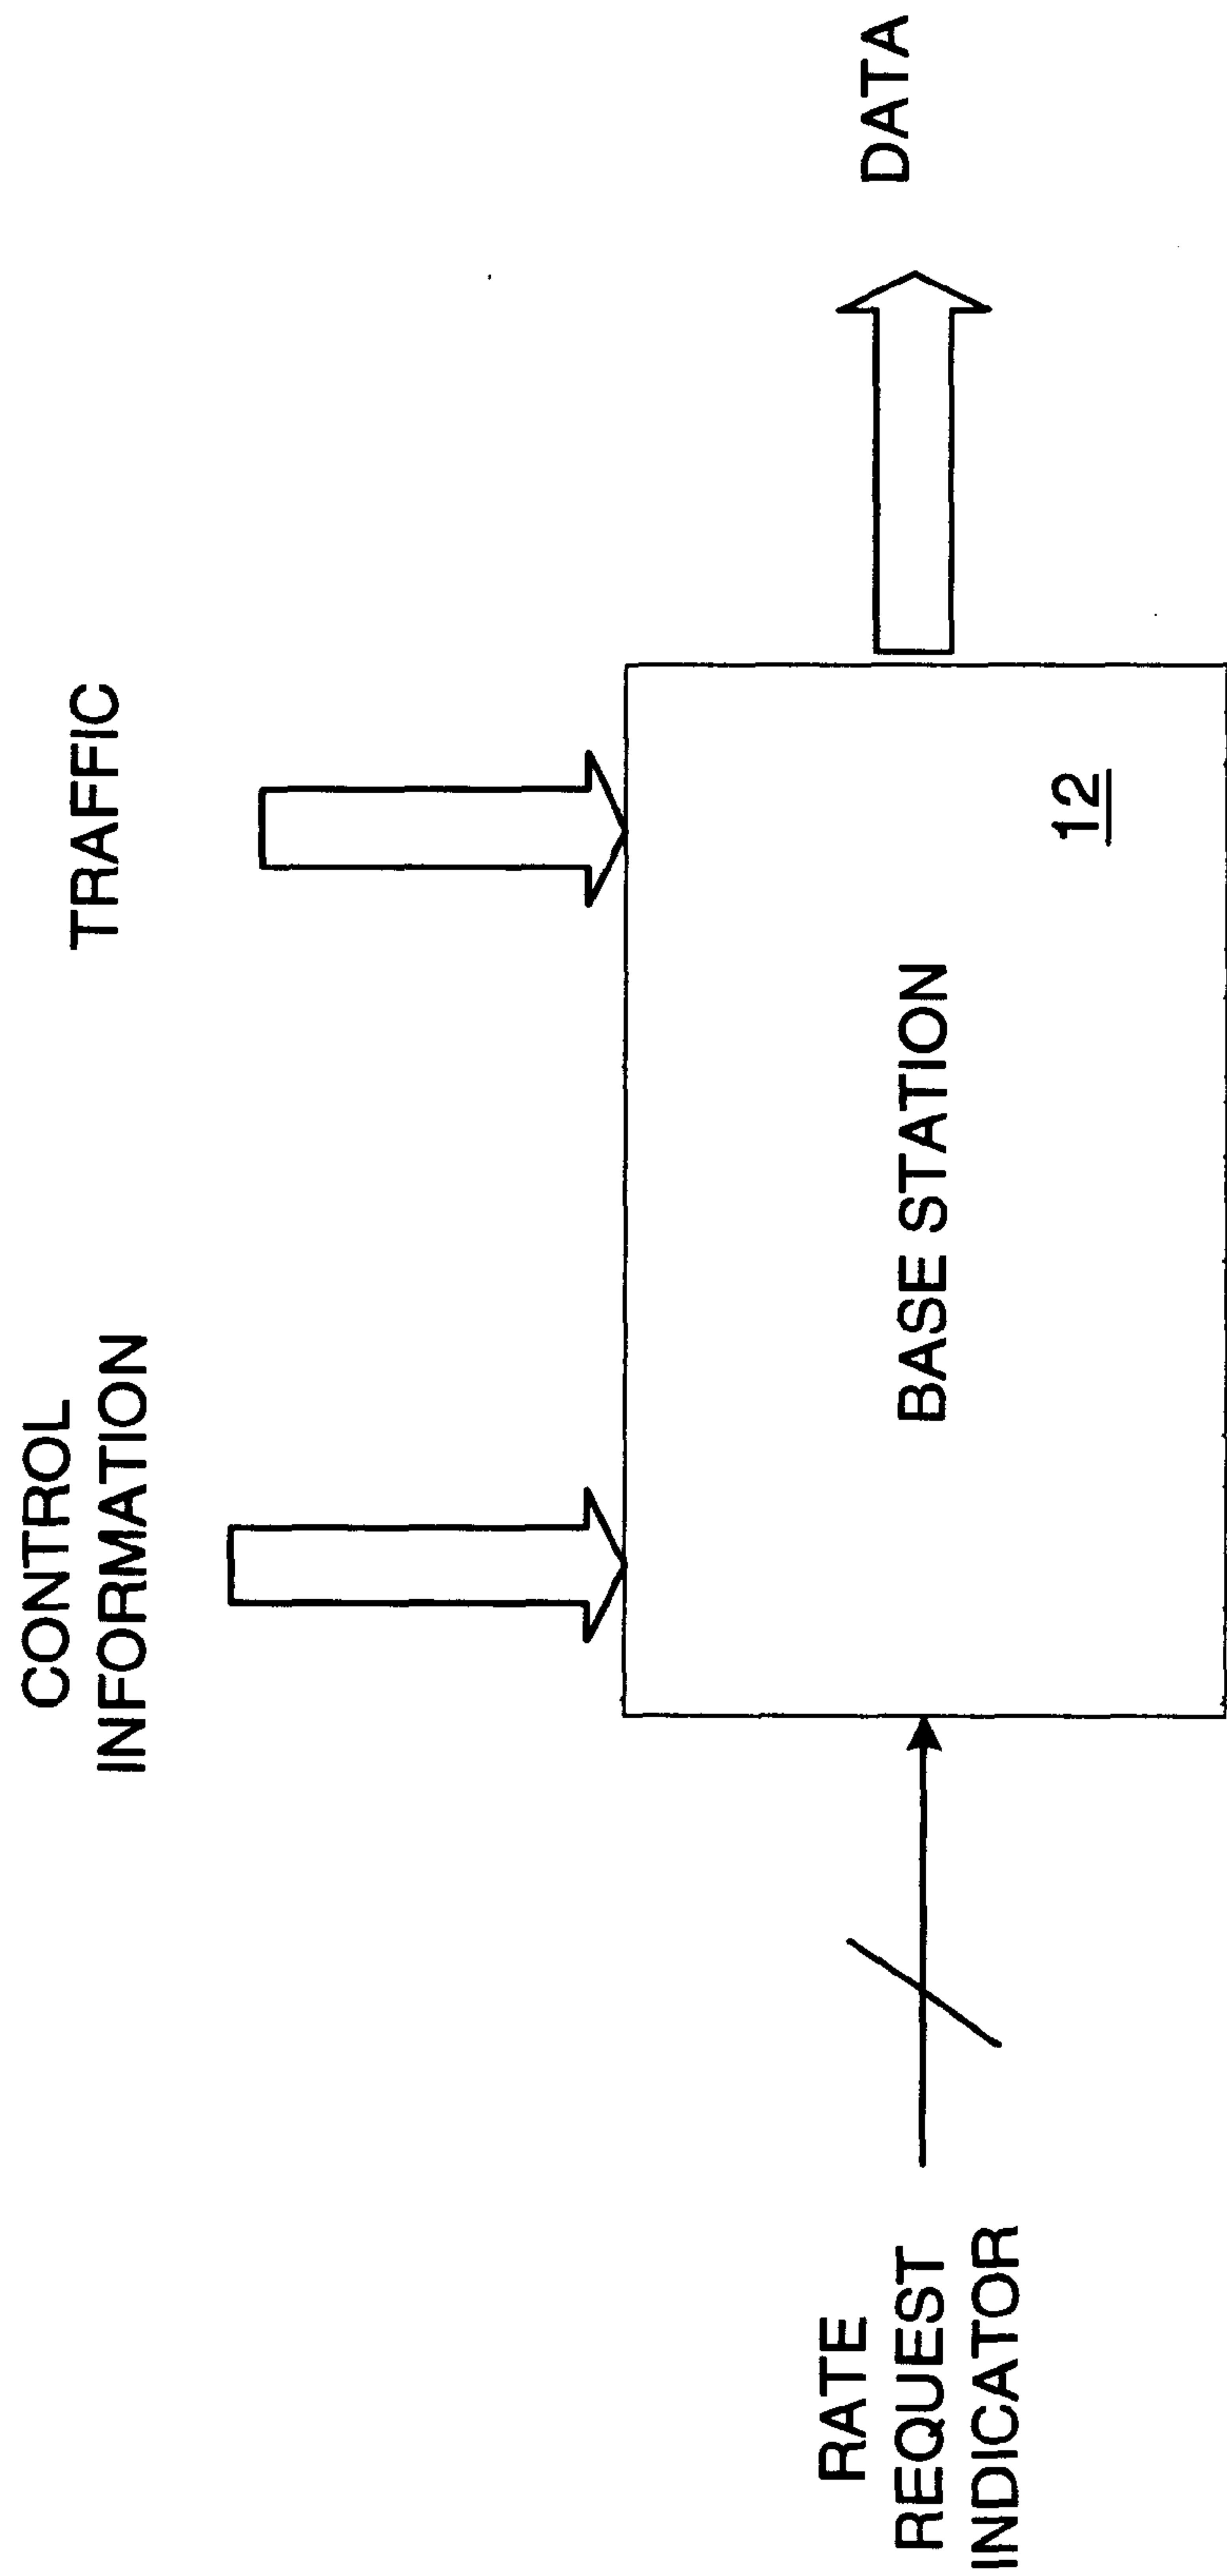 CONTROL
INFORMATION
TRAFFIC
RATE
REQUEST
INDICATOR
BASE STATION
12
DATA